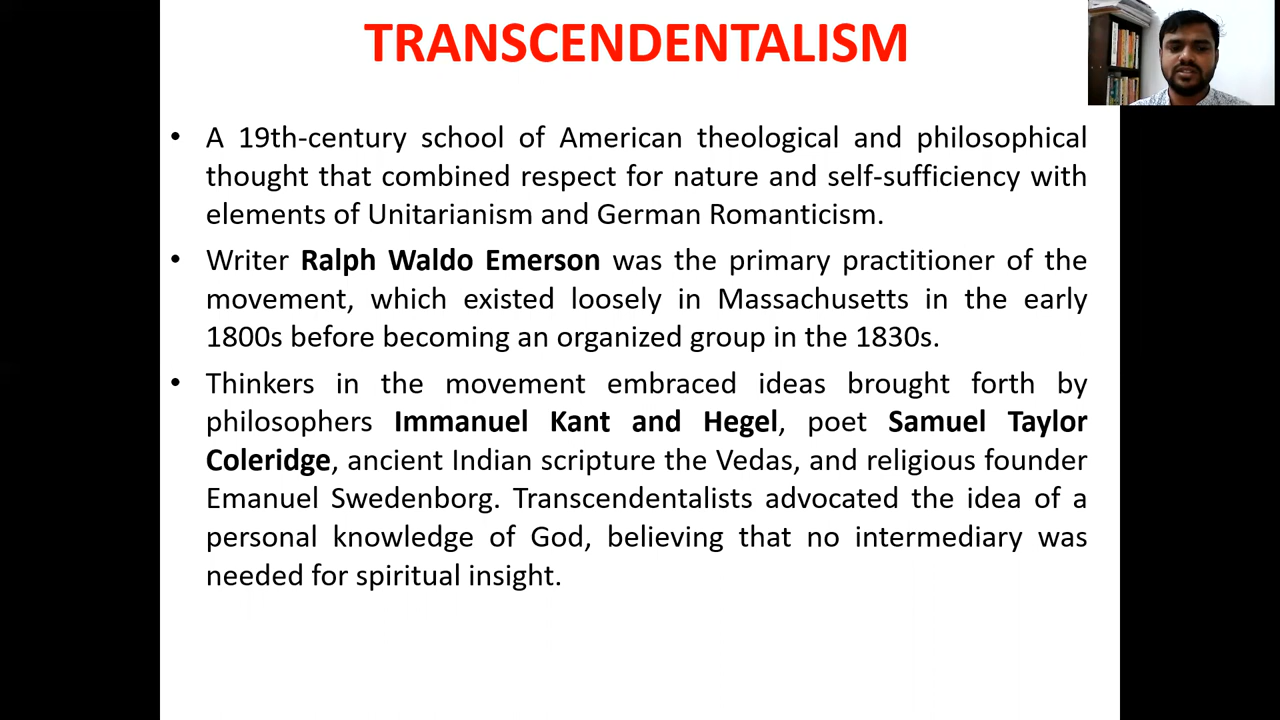 TRANSCENDENTALISM
• A 19th-century school of American theological and philosophical
thought that combined respect for nature and self-sufficiency with
elements of Unitarianism and German Romanticism.
• Writer Ralph Waldo Emerson was the primary practitioner of the
movement, which existed loosely in Massachusetts in the early
1800s before becoming an organized group in the 1830s.
• Thinkers in the movement embraced ideas brought forth by
philosophers Immanuel Kant and Hegel, poet Samuel Taylor
Coleridge, ancient Indian scripture the Vedas, and religious founder
Emanuel Swedenborg. Transcendentalists advocated the idea of a
personal knowledge of God, believing that no intermediary was
needed for spiritual insight.